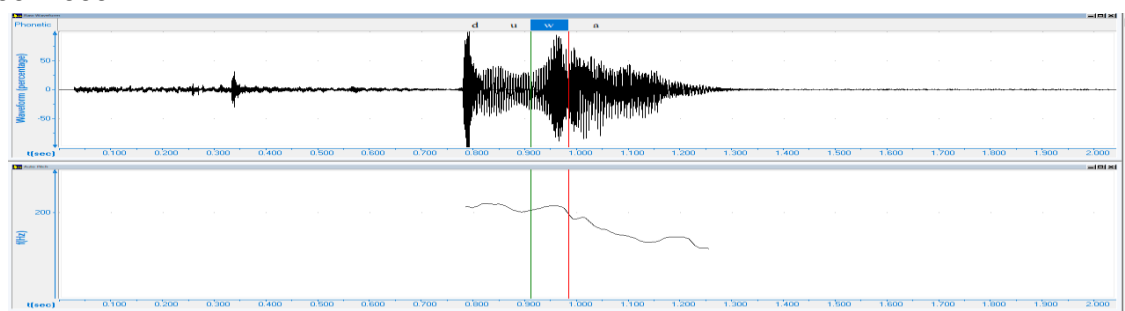 Raw Waveform
Phonetic d u w a
Waveform (percentage)
50
0
-50
t(sec) 0.100 0.200 0.300 0.400 0.500 0.600 0.700 0.800 0.900 1.000 1.100 1.200 1.300 1.400 1.500 1.600 1.700 1.800 1.900 2.000
Auto Pitch
f(Hz)
200
t(sec) 0.100 0.200 0.300 0.400 0.500 0.600 0.700 0.800 0.900 1.000 1.100 1.200 1.300 1.400 1.500 1.600 1.700 1.800 1.900 2.000